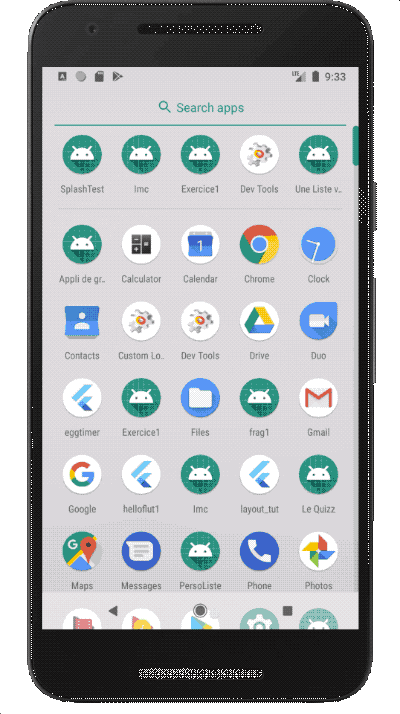 LTE 9:33
Search apps
SplashTest Imc Exercice1 Dev Tools Une Liste v..
Appli de gr.. Calculator Calendar Chrome Clock
Contacts Custom Lo.. Dev Tools Drive Duo
eggtimer Exercice1 Files frag1 Gmail
Google helloflut1 Imc layout_tut Le Quizz
Maps Messages PersoListe Phone Photos